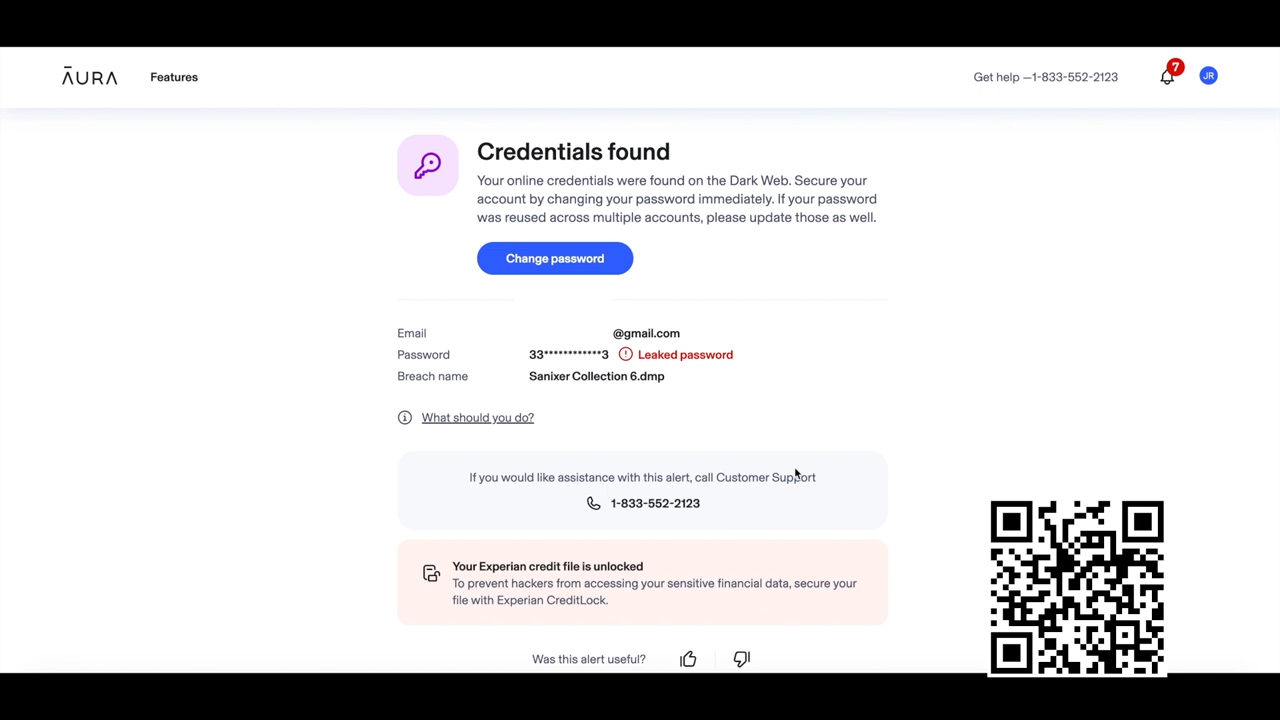 ĀURA
Features
Get help —1-833-552-2123
7
JR
Credentials found
Your online credentials were found on the Dark Web. Secure your
account by changing your password immediately. If your password
was reused across multiple accounts, please update those as well.
Change password
Email @gmail.com
Password 33************3 Leaked password
Breach name Sanixer Collection 6.dmp
What should you do?
If you would like assistance with this alert, call Customer Support
1-833-552-2123
Your Experian credit file is unlocked
To prevent hackers from accessing your sensitive financial data, secure your
file with Experian CreditLock.
Was this alert useful?